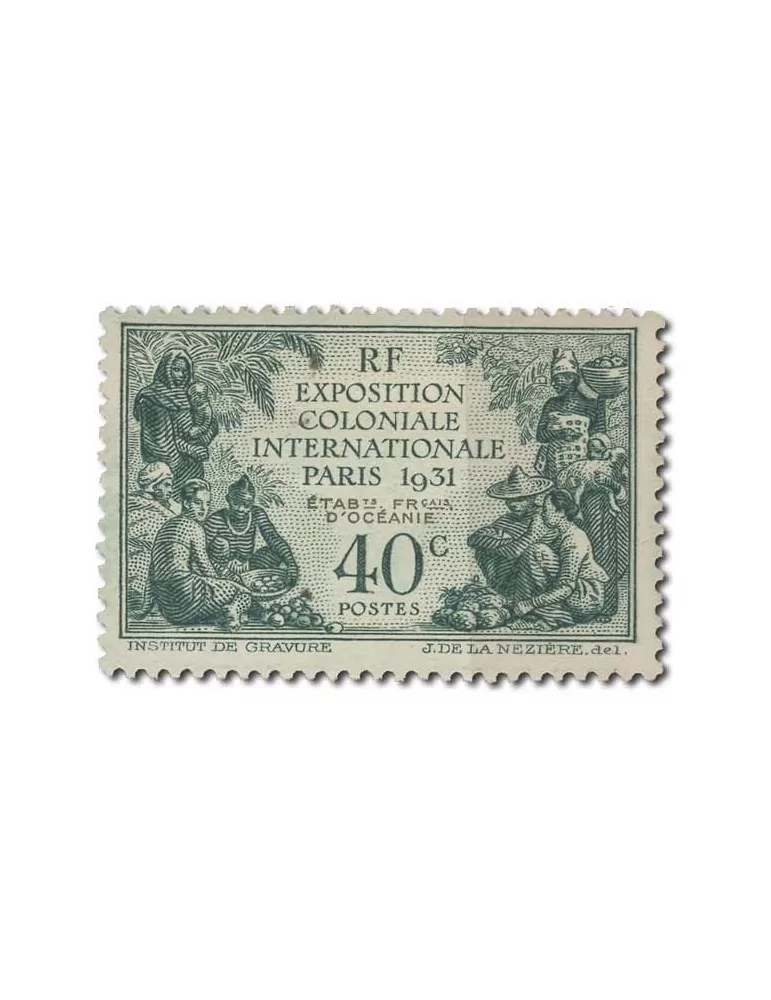 RF
EXPOSITION
COLONIALE
INTERNATIONALE
PARIS 1931
ÉTABTS. FRÇAIS.
D'OCÉANIE
40C
POSTES
INSTITUT DE GRAVURE
J. DE LA NEZIÈRE. del.